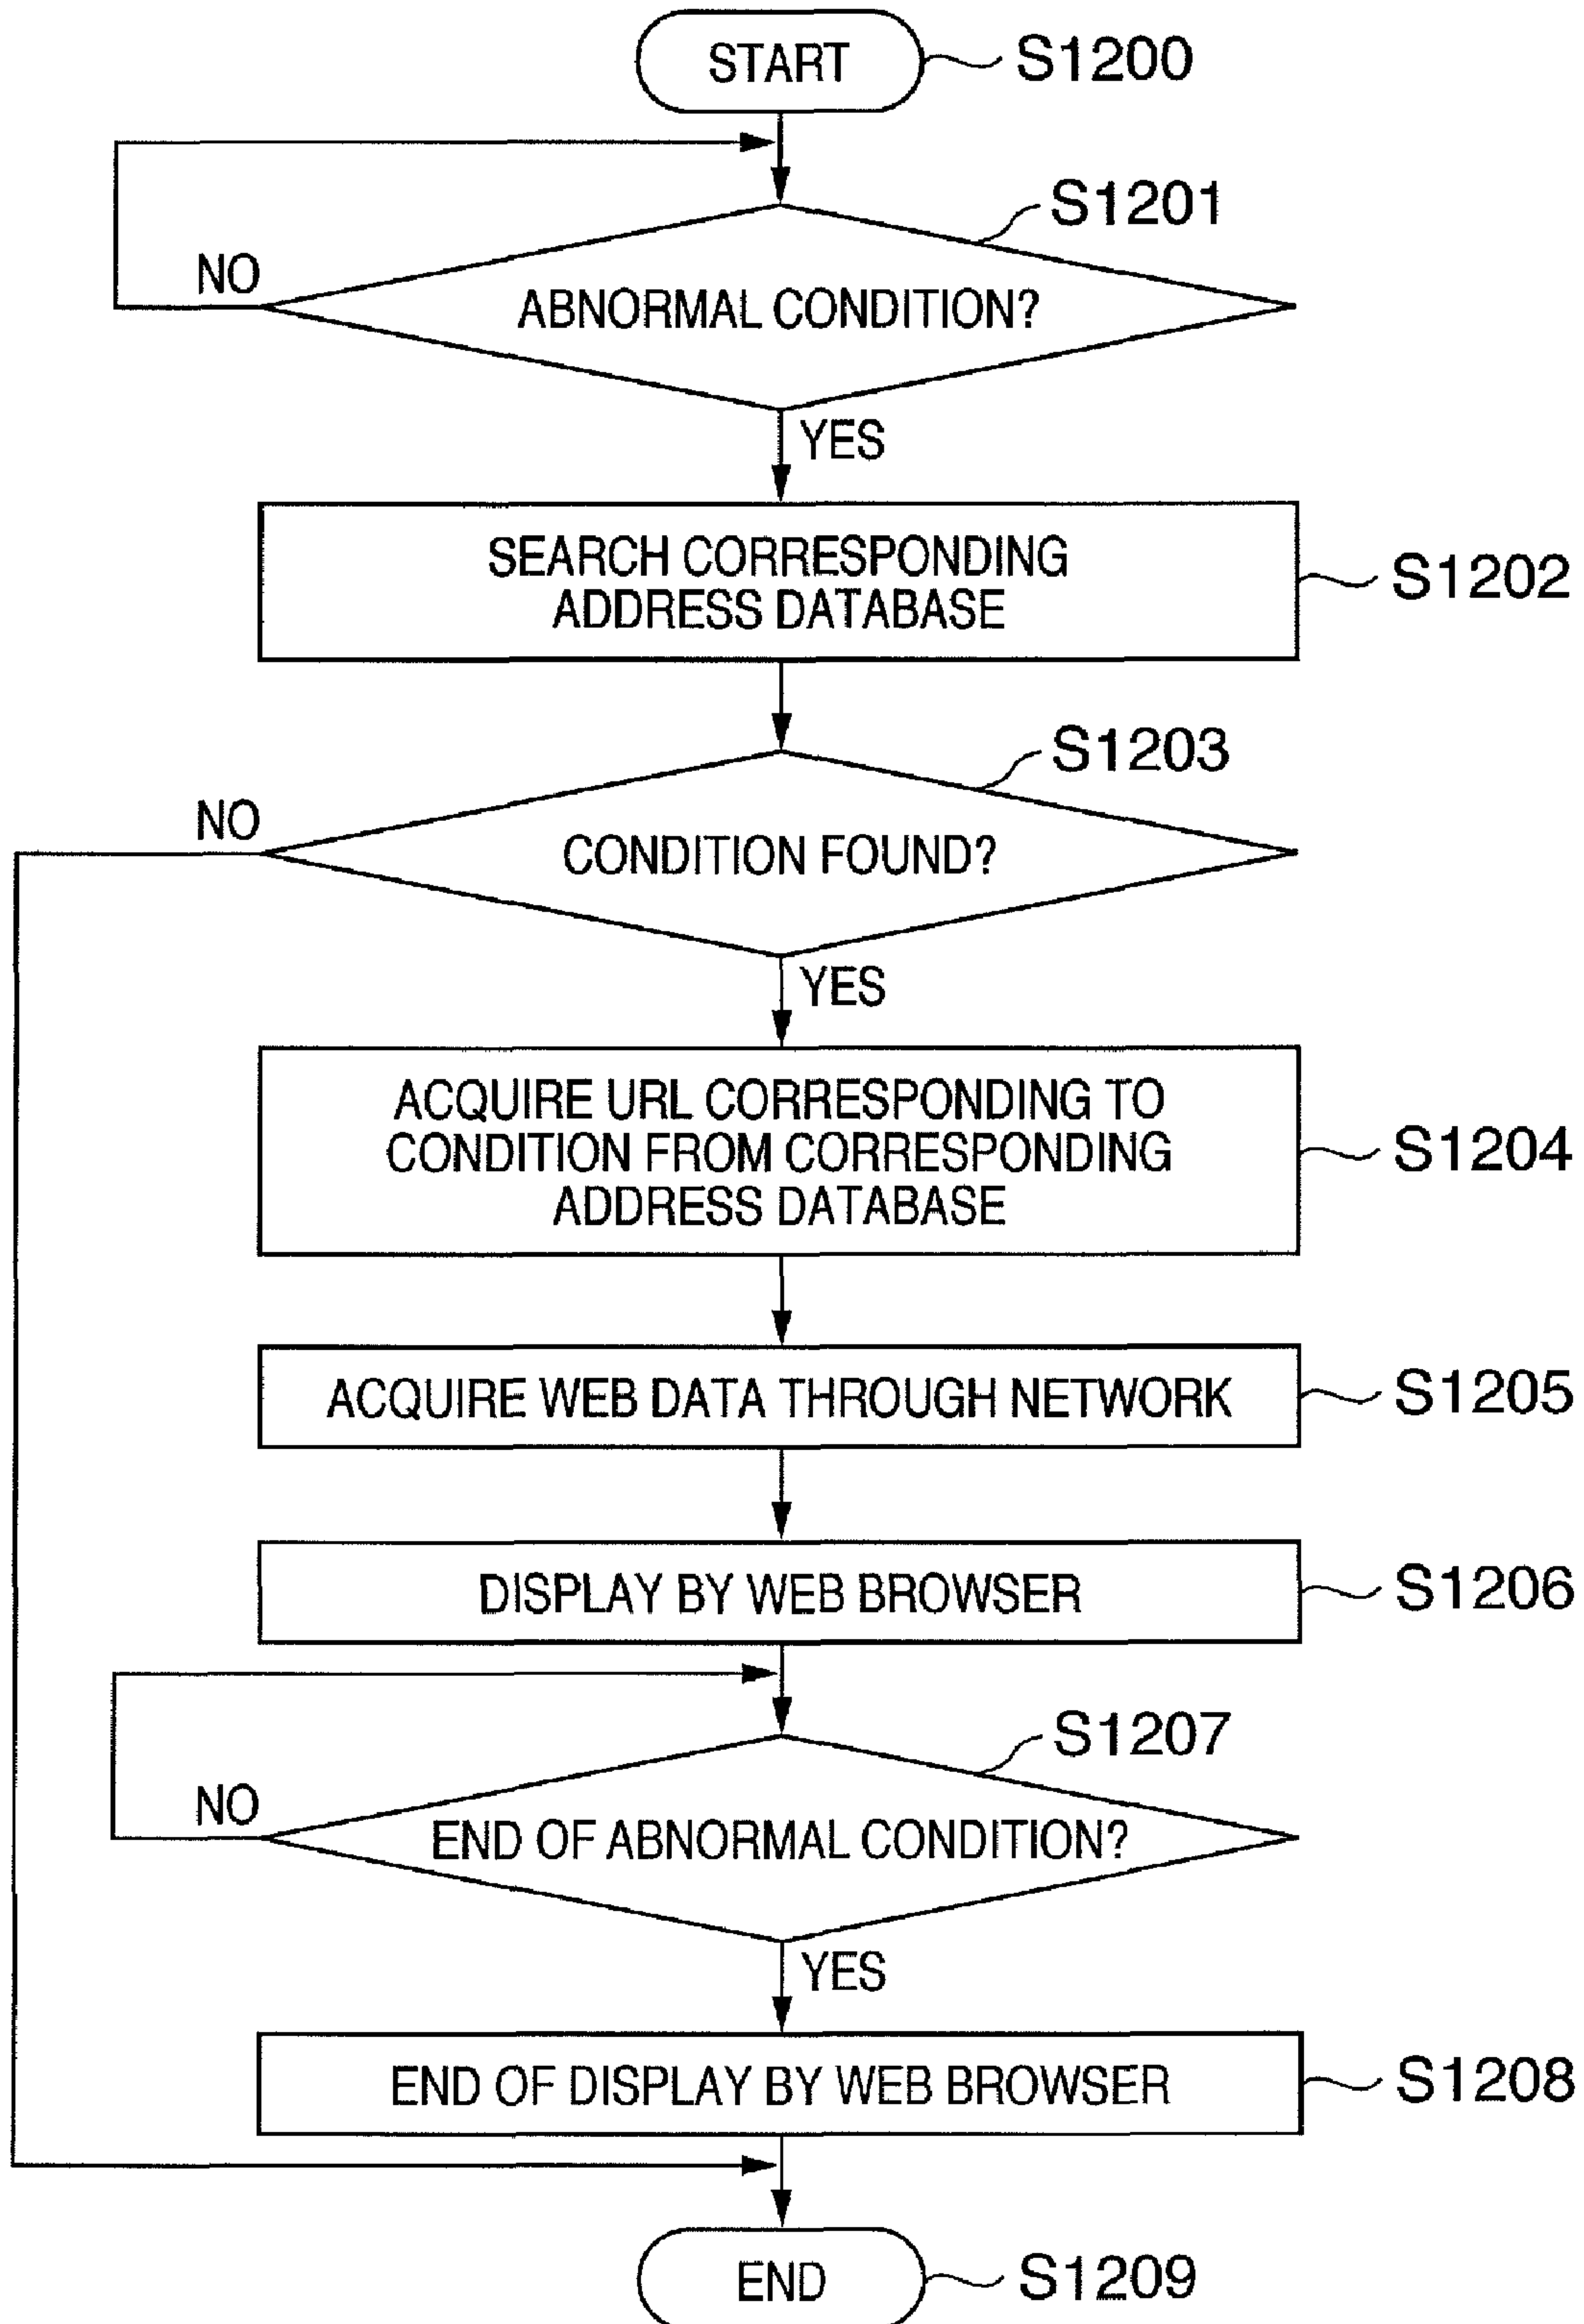 START
S1200
S1201
NO
ABNORMAL CONDITION?
YES
SEARCH CORRESPONDING
ADDRESS DATABASE
S1202
S1203
NO
CONDITION FOUND?
YES
ACQUIRE URL CORRESPONDING TO
CONDITION FROM CORRESPONDING
ADDRESS DATABASE
S1204
ACQUIRE WEB DATA THROUGH NETWORK
S1205
DISPLAY BY WEB BROWSER
S1206
S1207
NO
END OF ABNORMAL CONDITION?
YES
END OF DISPLAY BY WEB BROWSER
S1208
END
S1209